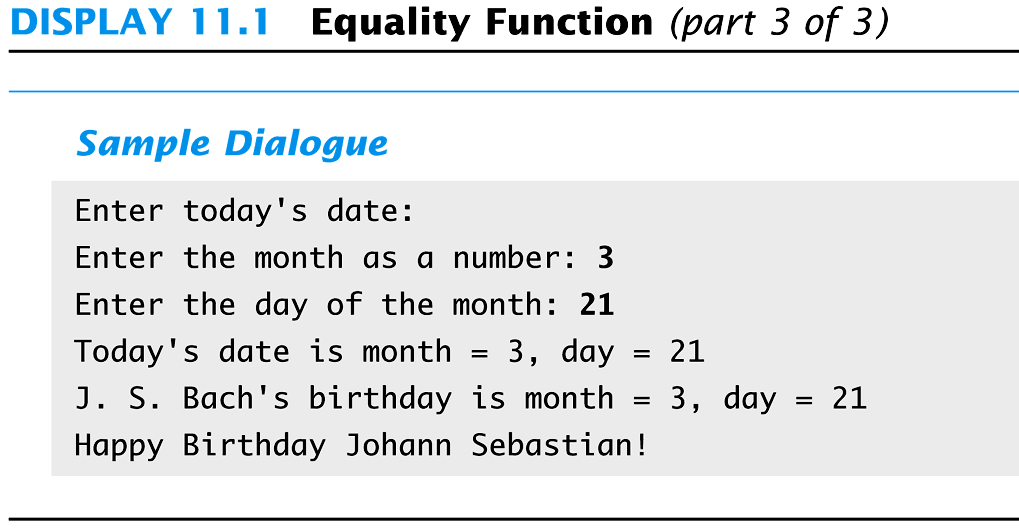 DISPLAY 11.1 Equality Function (part 3 of 3)
Sample Dialogue
Enter today's date:
Enter the month as a number: 3
Enter the day of the month: 21
Today's date is month = 3, day = 21
J. S. Bach's birthday is month = 3, day = 21
Happy Birthday Johann Sebastian!